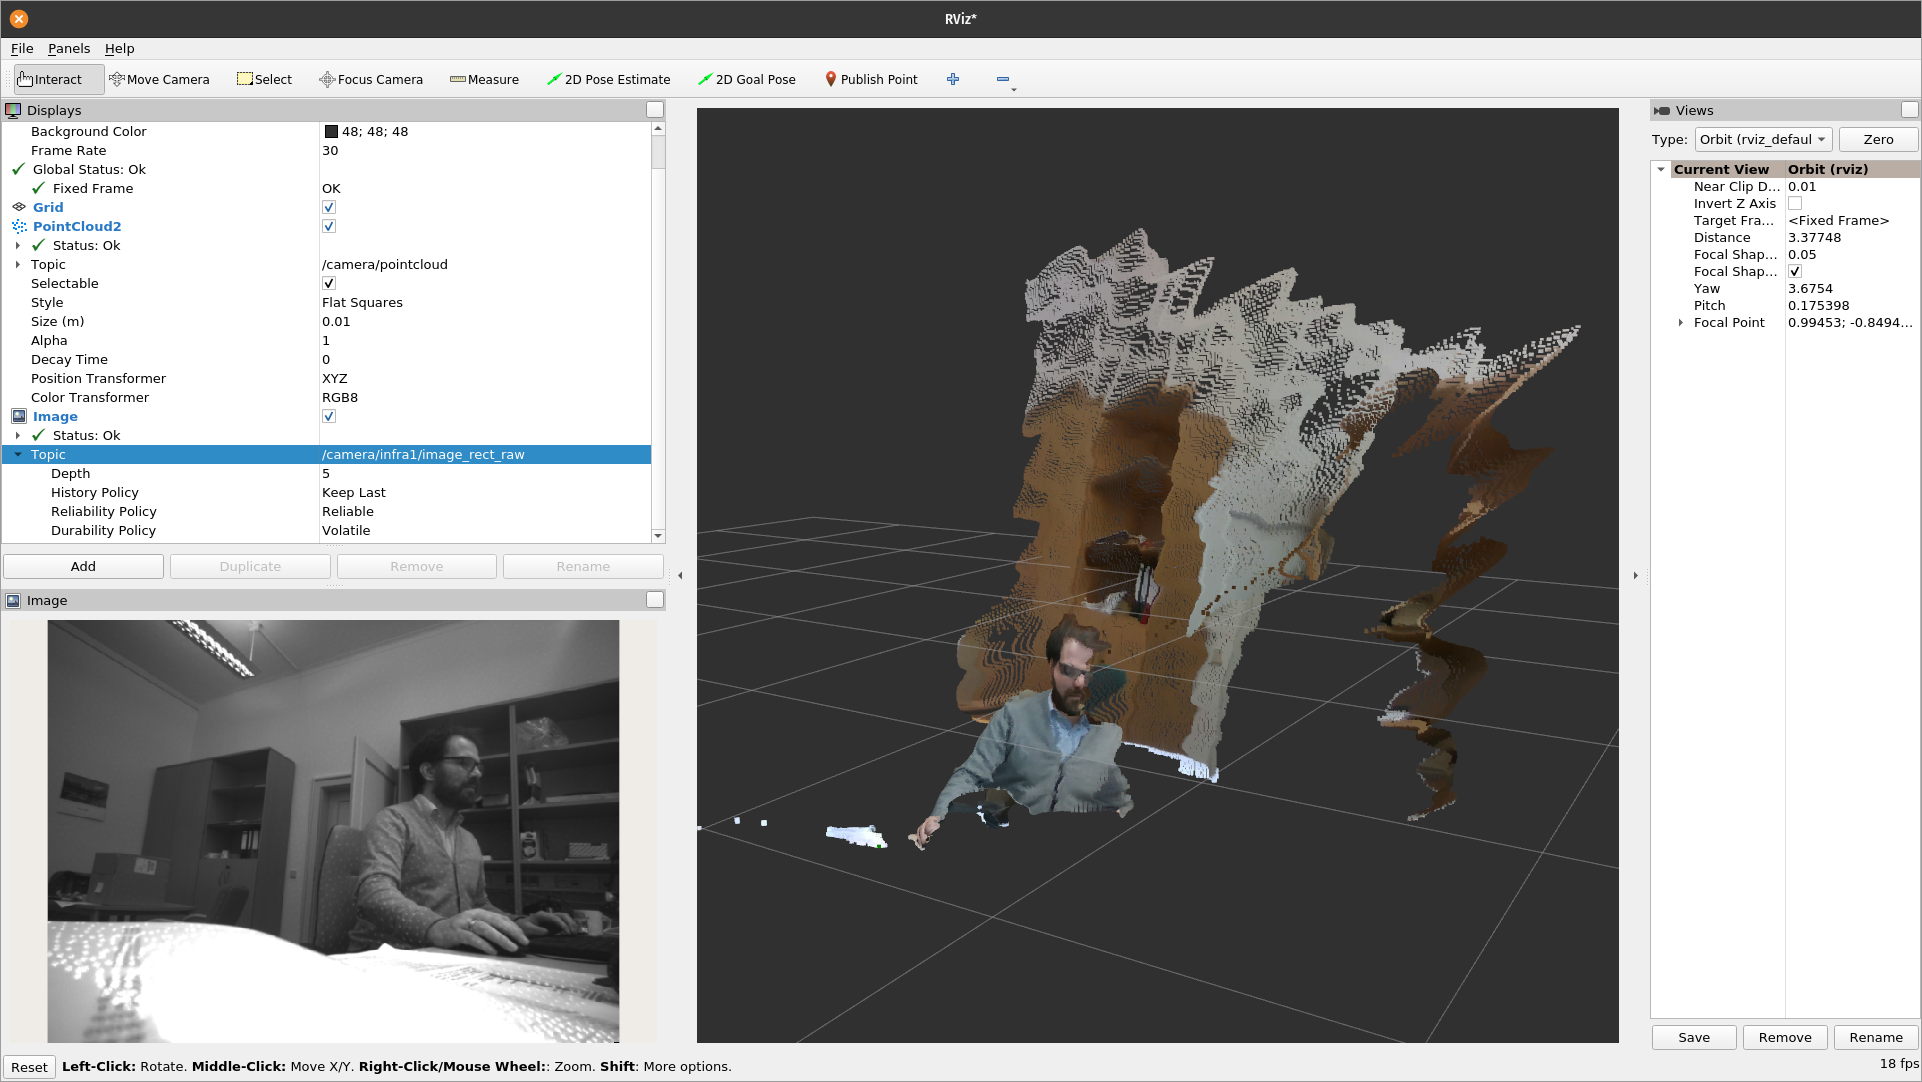 RViz*
File Panels Help
Interact Move Camera Select Focus Camera Measure 2D Pose Estimate 2D Goal Pose Publish Point
Displays
Background Color 48; 48; 48
Frame Rate 30
Global Status: Ok
Fixed Frame OK
Grid
PointCloud2
Status: Ok
Topic /camera/pointcloud
Selectable
Style Flat Squares
Size (m) 0.01
Alpha 1
Decay Time 0
Position Transformer XYZ
Color Transformer RGB8
Image
Status: Ok
Topic /camera/infra1/image_rect_raw
Depth 5
History Policy Keep Last
Reliability Policy Reliable
Durability Policy Volatile
Add Duplicate Remove Rename
Image
Views
Type: Orbit (rviz_defaul Zero
Current View Orbit (rviz)
Near Clip D... 0.01
Invert Z Axis
Target Fra... <Fixed Frame>
Distance 3.37748
Focal Shap... 0.05
Focal Shap...
Yaw 3.6754
Pitch 0.175398
Focal Point 0.99453; -0.8494...
Save Remove Rename
Reset Left-Click: Rotate. Middle-Click: Move X/Y. Right-Click/Mouse Wheel:: Zoom. Shift: More options.
18 fps